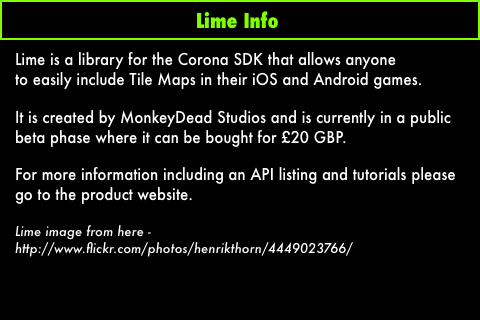 Lime Info
Lime is a library for the Corona SDK that allows anyone
to easily include Tile Maps in their iOS and Android games.
It is created by MonkeyDead Studios and is currently in a public
beta phase where it can be bought for £20 GBP.
For more information including an API listing and tutorials please
go to the product website.
Lime image from here -
http://www.flickr.com/photos/henrikthorn/4449023766/